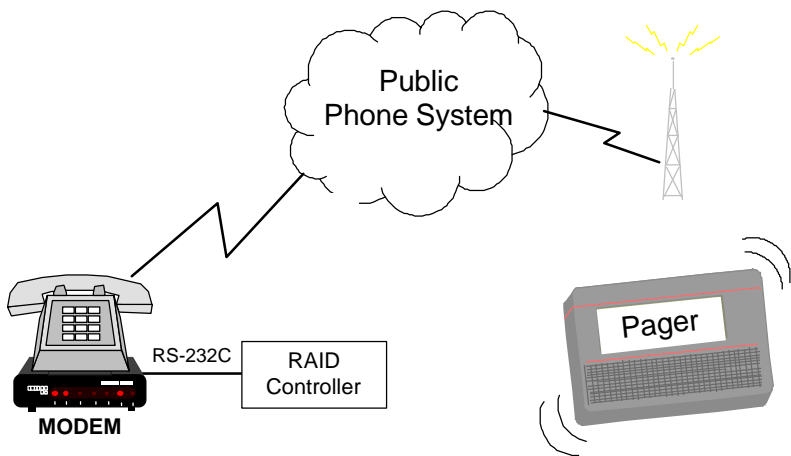 Public
Phone System
Pager
RS-232C
RAID
Controller
MODEM